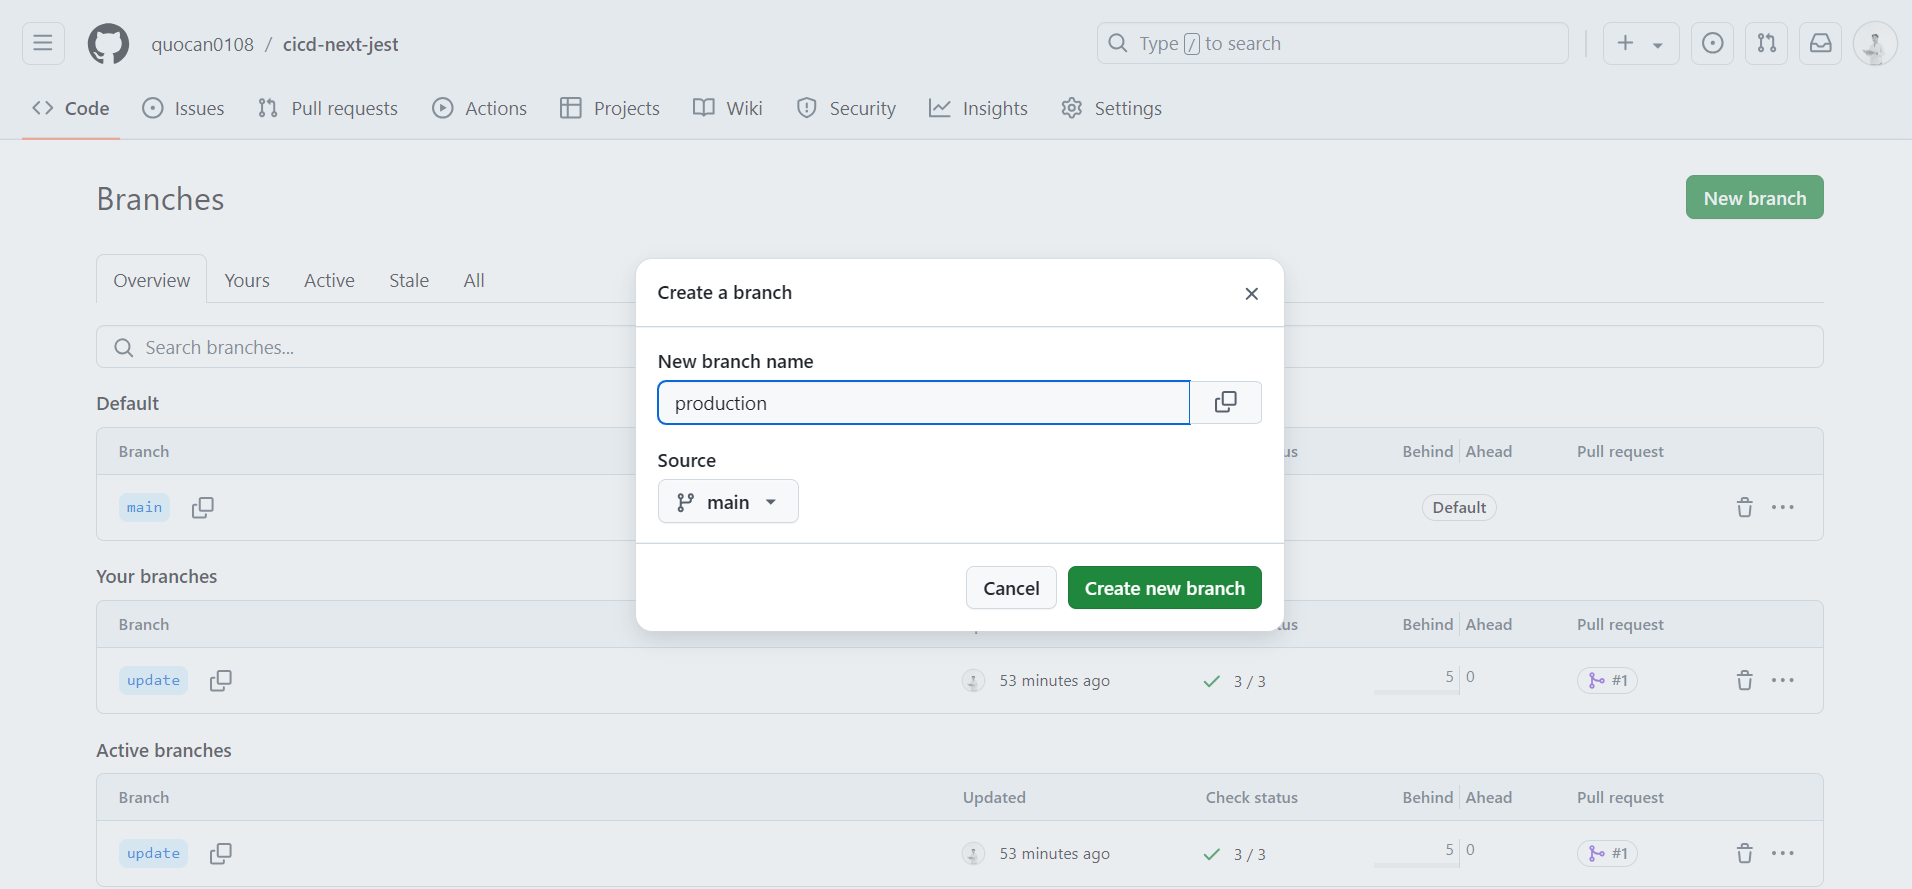 quocan0108 / cicd-next-jest Type / to search
Code Issues Pull requests Actions Projects Wiki Security Insights Settings
Branches New branch
Overview Yours Active Stale All
Create a branch
Search branches...
New branch name
production
Default
Branch us Behind Ahead Pull request
Source
main
main Default
Your branches
Cancel Create new branch
Branch us Behind Ahead Pull request
update 53 minutes ago 3 / 3 5 0 #1
Active branches
Branch Updated Check status Behind Ahead Pull request
update 53 minutes ago 3 / 3 5 0 #1